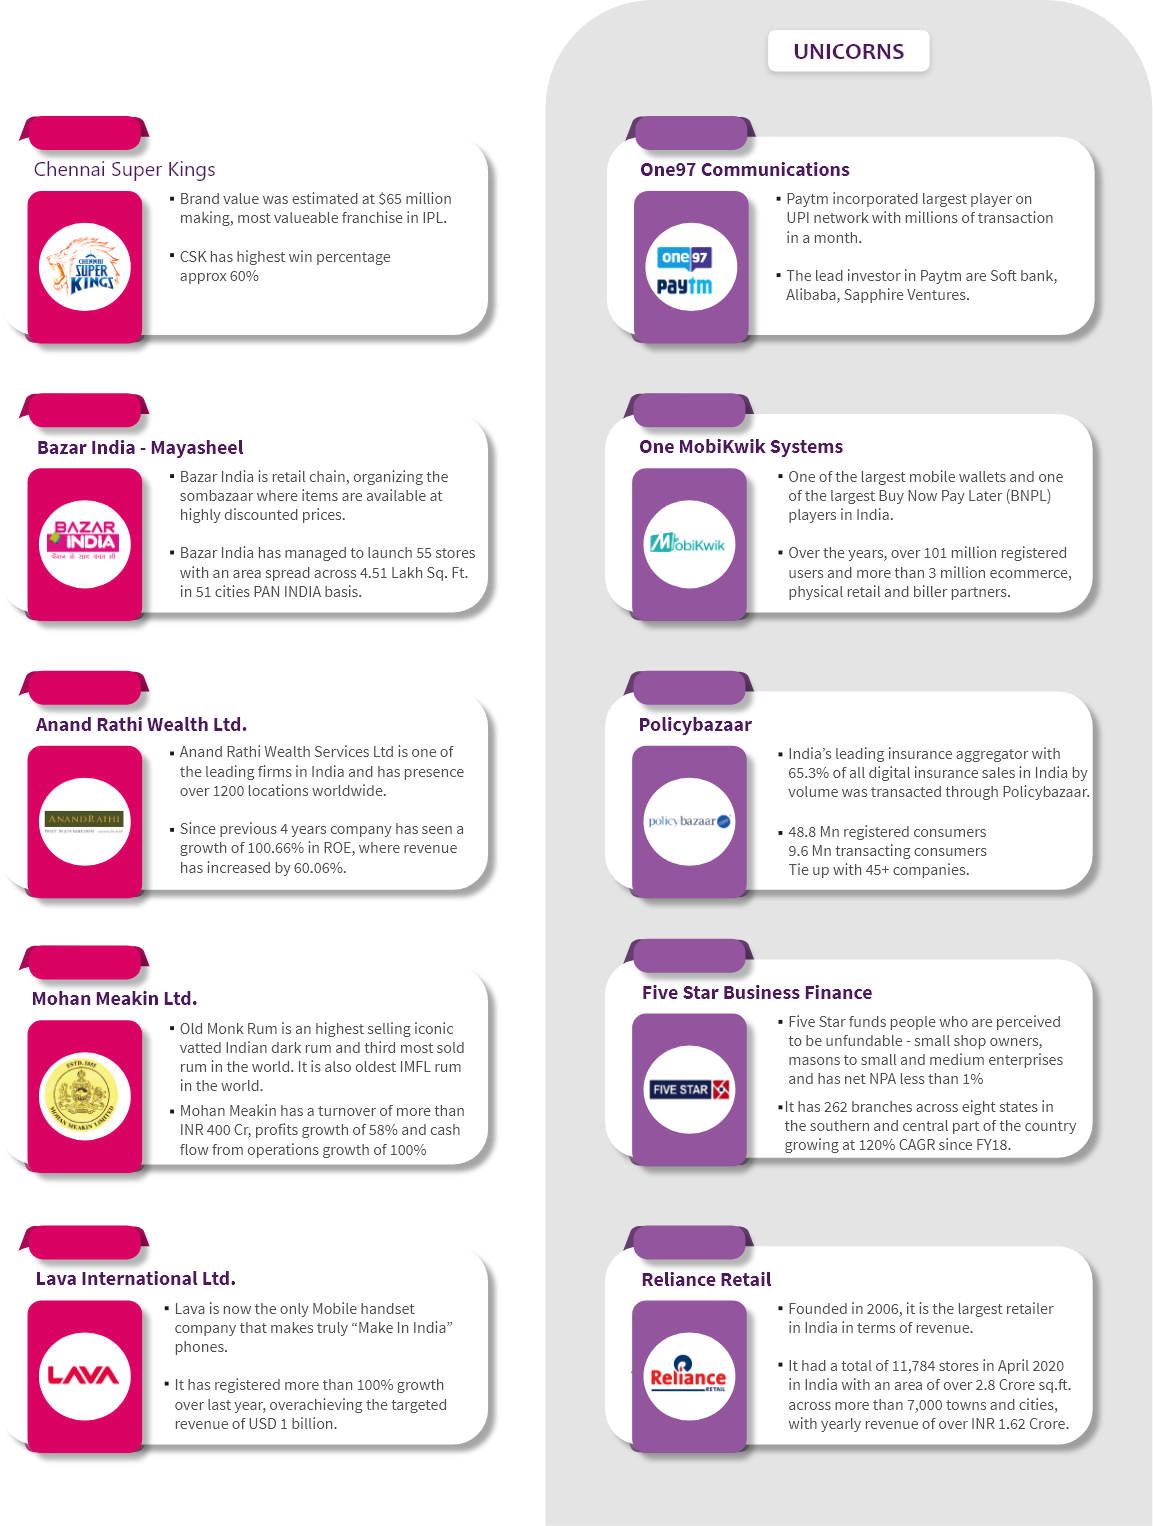 UNICORNS
Chennai Super Kings
CHENNAI
SUPER
KINGS
▪ Brand value was estimated at $65 million
making, most valueable franchise in IPL.
▪ CSK has highest win percentage
approx 60%
One97 Communications
one 97
paytm
▪ Paytm incorporated largest player on
UPI network with millions of transaction
in a month.
▪ The lead investor in Paytm are Soft bank,
Alibaba, Sapphire Ventures.
Bazar India - Mayasheel
BAZAR
INDIA
▪ Bazar India is retail chain, organizing the
sombazaar where items are available at
highly discounted prices.
▪ Bazar India has managed to launch 55 stores
with an area spread across 4.51 Lakh Sq. Ft.
in 51 cities PAN INDIA basis.
One MobiKwik Systems
MobiKwik
▪ One of the largest mobile wallets and one
of the largest Buy Now Pay Later (BNPL)
players in India.
▪ Over the years, over 101 million registered
users and more than 3 million ecommerce,
physical retail and biller partners.
Anand Rathi Wealth Ltd.
ANANDRATHI
▪ Anand Rathi Wealth Services Ltd is one of
the leading firms in India and has presence
over 1200 locations worldwide.
▪ Since previous 4 years company has seen a
growth of 100.66% in ROE, where revenue
has increased by 60.06%.
Policybazaar
policybazaar
▪ India’s leading insurance aggregator with
65.3% of all digital insurance sales in India by
volume was transacted through Policybazaar.
▪ 48.8 Mn registered consumers
9.6 Mn transacting consumers
Tie up with 45+ companies.
Mohan Meakin Ltd.
ESTD. 1855
MOHAN MEAKIN LIMITED
▪ Old Monk Rum is an highest selling iconic
vatted Indian dark rum and third most sold
rum in the world. It is also oldest IMFL rum
in the world.
▪ Mohan Meakin has a turnover of more than
INR 400 Cr, profits growth of 58% and cash
flow from operations growth of 100%
Five Star Business Finance
FIVE STAR
▪ Five Star funds people who are perceived
to be unfundable - small shop owners,
masons to small and medium enterprises
and has net NPA less than 1%
▪It has 262 branches across eight states in
the southern and central part of the country
growing at 120% CAGR since FY18.
Lava International Ltd.
LAVA
▪ Lava is now the only Mobile handset
company that makes truly “Make In India”
phones.
▪ It has registered more than 100% growth
over last year, overachieving the targeted
revenue of USD 1 billion.
Reliance Retail
Reliance
RETAIL
▪ Founded in 2006, it is the largest retailer
in India in terms of revenue.
▪ It had a total of 11,784 stores in April 2020
in India with an area of over 2.8 Crore sq.ft.
across more than 7,000 towns and cities,
with yearly revenue of over INR 1.62 Crore.